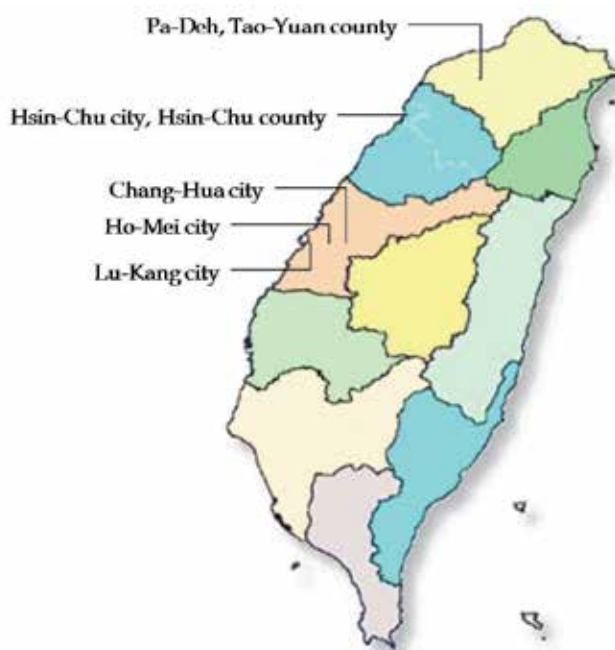 Pa-Deh, Tao-Yuan county
Hsin-Chu city, Hsin-Chu county
Chang-Hua city
Ho-Mei city
Lu-Kang city